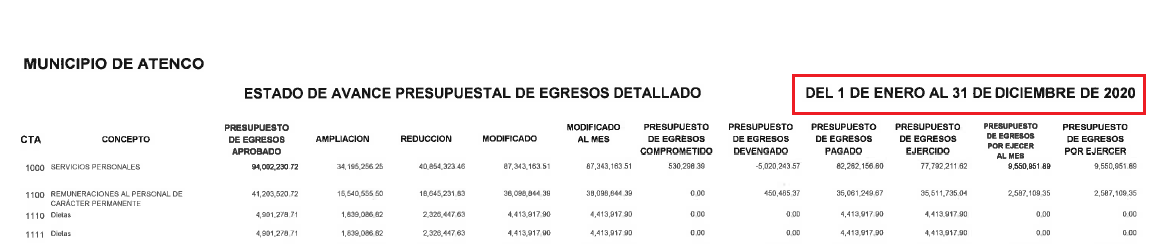 MUNICIPIO DE ATENCO
ESTADO DE AVANCE PRESUPUESTAL DE EGRESOS DETALLADO DEL 1 DE ENERO AL 31 DE DICIEMBRE DE 2020
CTA CONCEPTO PRESUPUESTO DE EGRESOS APROBADO AMPLIACION REDUCCION MODIFICADO MODIFICADO AL MES PRESUPUESTO DE EGRESOS COMPROMETIDO PRESUPUESTO DE EGRESOS DEVENGADO PRESUPUESTO DE EGRESOS PAGADO PRESUPUESTO DE EGRESOS EJERCIDO PRESUPUESTO DE EGRESOS POR EJECER AL MES PRESUPUESTO DE EGRESOS POR EJERCER
1000 SERVICIOS PERSONALES 94,002,230.72 34,195,256.25 40,854,323.46 87,343,163.51 87,343,163.51 530,298.39 -5,020,243.57 82,262,156.80 77,792,211.62 9,550,951.89 9,550,951.89
1100 REMUNERACIONES AL PERSONAL DE CARÁCTER PERMANENTE 41,203,520.72 15,540,555.50 18,645,231.83 38,098,844.39 38,098,844.39 0.00 459,485.37 35,061,249.67 35,511,735.04 2,587,109.35 2,587,109.35
1110 Dietas 4,901,278.71 1,839,086.82 2,326,447.63 4,413,917.90 4,413,917.90 0.00 0.00 4,413,917.90 4,413,917.90 0.00 0.00
1111 Dietas 4,901,278.71 1,839,086.82 2,326,447.63 4,413,917.90 4,413,917.90 0.00 0.00 4,413,917.90 4,413,917.90 0.00 0.00